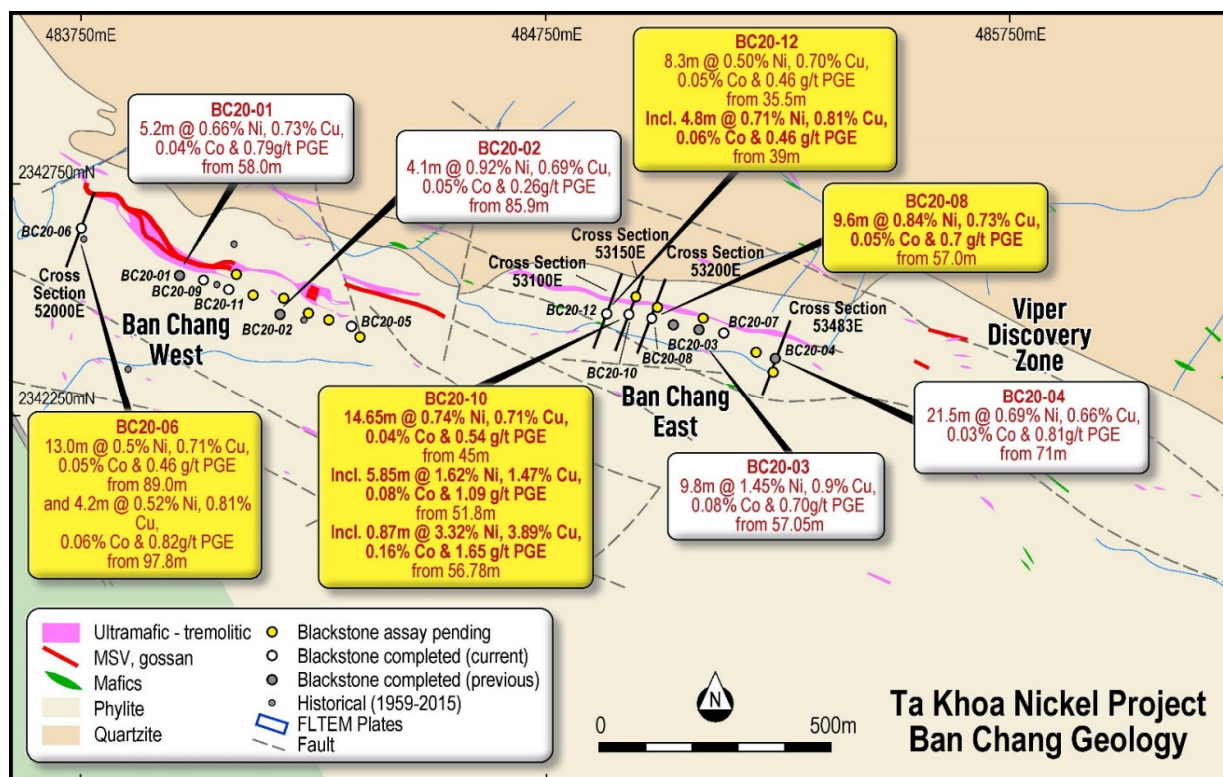 483750mE
484750mE
485750mE
2342750mN
2342250mN
BC20-01
5.2m @ 0.66% Ni, 0.73% Cu,
0.04% Co & 0.79g/t PGE
from 58.0m
BC20-02
4.1m @ 0.92% Ni, 0.69% Cu,
0.05% Co & 0.26g/t PGE
from 85.9m
BC20-12
8.3m @ 0.50% Ni, 0.70% Cu,
0.05% Co & 0.46 g/t PGE
from 35.5m
Incl. 4.8m @ 0.71% Ni, 0.81% Cu,
0.06% Co & 0.46 g/t PGE
from 39m
BC20-08
9.6m @ 0.84% Ni, 0.73% Cu,
0.05% Co & 0.7 g/t PGE
from 57.0m
BC20-06
Cross
Section
52000E
BC20-01
BC20-09
BC20-11
BC20-02
BC20-05
Ban Chang
West
Cross Section
53100E
Cross Section
53150E
Cross Section
53200E
Cross Section
53483E
BC20-12
BC20-10
BC20-08
BC20-03
BC20-07
BC20-04
Ban Chang
East
Viper
Discovery
Zone
BC20-06
13.0m @ 0.5% Ni, 0.71% Cu,
0.05% Co & 0.46 g/t PGE
from 89.0m
and 4.2m @ 0.52% Ni, 0.81%
Cu,
0.06% Co & 0.82g/t PGE
from 97.8m
BC20-10
14.65m @ 0.74% Ni, 0.71% Cu,
0.04% Co & 0.54 g/t PGE
from 45m
Incl. 5.85m @ 1.62% Ni, 1.47% Cu,
0.08% Co & 1.09 g/t PGE
from 51.8m
Incl. 0.87m @ 3.32% Ni, 3.89% Cu,
0.16% Co & 1.65 g/t PGE
from 56.78m
BC20-03
9.8m @ 1.45% Ni, 0.9% Cu,
0.08% Co & 0.70g/t PGE
from 57.05m
BC20-04
21.5m @ 0.69% Ni, 0.66% Cu,
0.03% Co & 0.81g/t PGE
from 71m
Ultramafic - tremolitic
MSV, gossan
Mafics
Phylite
Quartzite
Blackstone assay pending
Blackstone completed (current)
Blackstone completed (previous)
Historical (1959-2015)
FLTEM Plates
Fault
N
0
500m
Ta Khoa Nickel Project
Ban Chang Geology